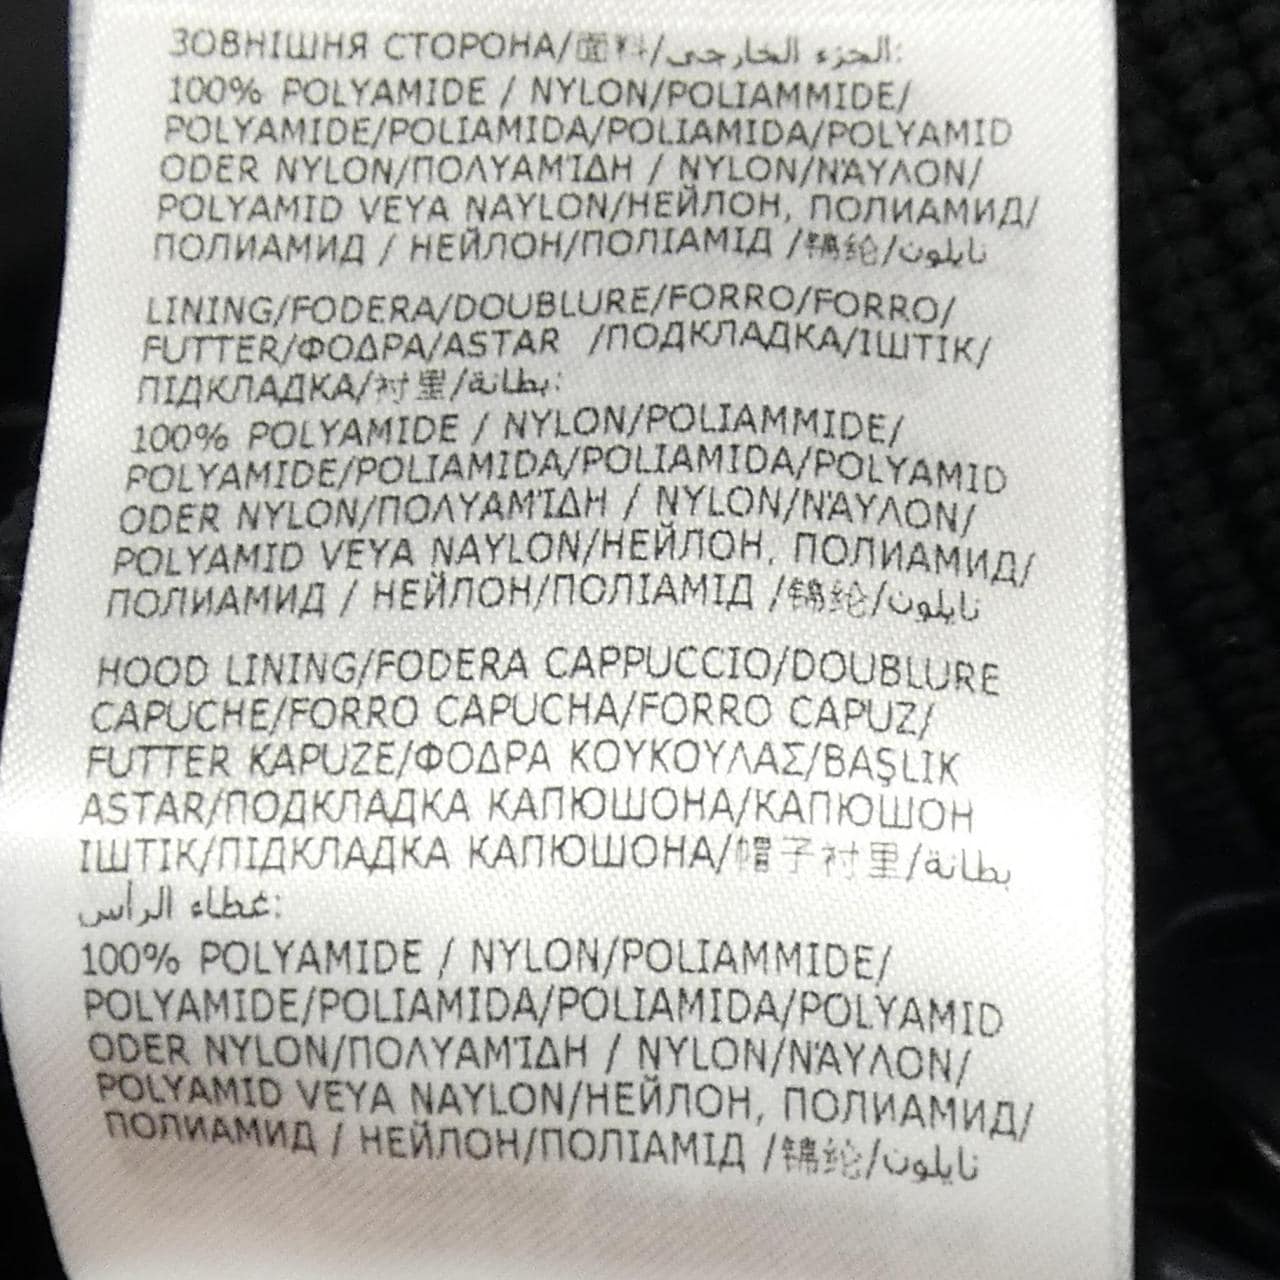 ЗОВНІШНЯ СТОРОНА/面料/الجزء الخارجي:
100% POLYAMIDE / NYLON/POLIAMMIDE/
POLYAMIDE/POLIAMIDA/POLIAMIDA/POLYAMID
ODER NYLON/ΠΟΛΥΑΜΊΔΗ / NYLON/ΝΆΥΛΟΝ/
POLYAMID VEYA NAYLON/НЕЙЛОН, ПОЛИАМИД/
ПОЛИАМИД / НЕЙЛОН/ПОЛІАМІД /锦纶/نايلون
LINING/FODERA/DOUBLURE/FORRO/FORRO/
FUTTER/ΦΟΔΡΑ/ASTAR /ПОДКЛАДКА/ІШТІК/
ПІДКЛАДКА/衬里/بطانة:
100% POLYAMIDE / NYLON/POLIAMMIDE/
POLYAMIDE/POLIAMIDA/POLIAMIDA/POLYAMID
ODER NYLON/ΠΟΛΥΑΜΊΔΗ / NYLON/ΝΆΥΛΟΝ/
POLYAMID VEYA NAYLON/НЕЙЛОН, ПОЛИАМИД/
ПОЛИАМИД / НЕЙЛОН/ПОЛІАМІД /锦纶/نايلون
HOOD LINING/FODERA CAPPUCCIO/DOUBLURE
CAPUCHE/FORRO CAPUCHA/FORRO CAPUZ/
FUTTER KAPUZE/ΦΟΔΡΑ ΚΟΥΚΟΥΛΑΣ/BAŞLIK
ASTAR/ПОДКЛАДКА КАПЮШОНА/КАПЮШОН
ІШТІК/ПІДКЛАДКА КАПЮШОНА/帽子衬里/بطانة
غطاء الرأس:
100% POLYAMIDE / NYLON/POLIAMMIDE/
POLYAMIDE/POLIAMIDA/POLIAMIDA/POLYAMID
ODER NYLON/ΠΟΛΥΑΜΊΔΗ / NYLON/ΝΆΥΛΟΝ/
POLYAMID VEYA NAYLON/НЕЙЛОН, ПОЛИАМИД/
ПОЛИАМИД / НЕЙЛОН/ПОЛІАМІД /锦纶/نايلون